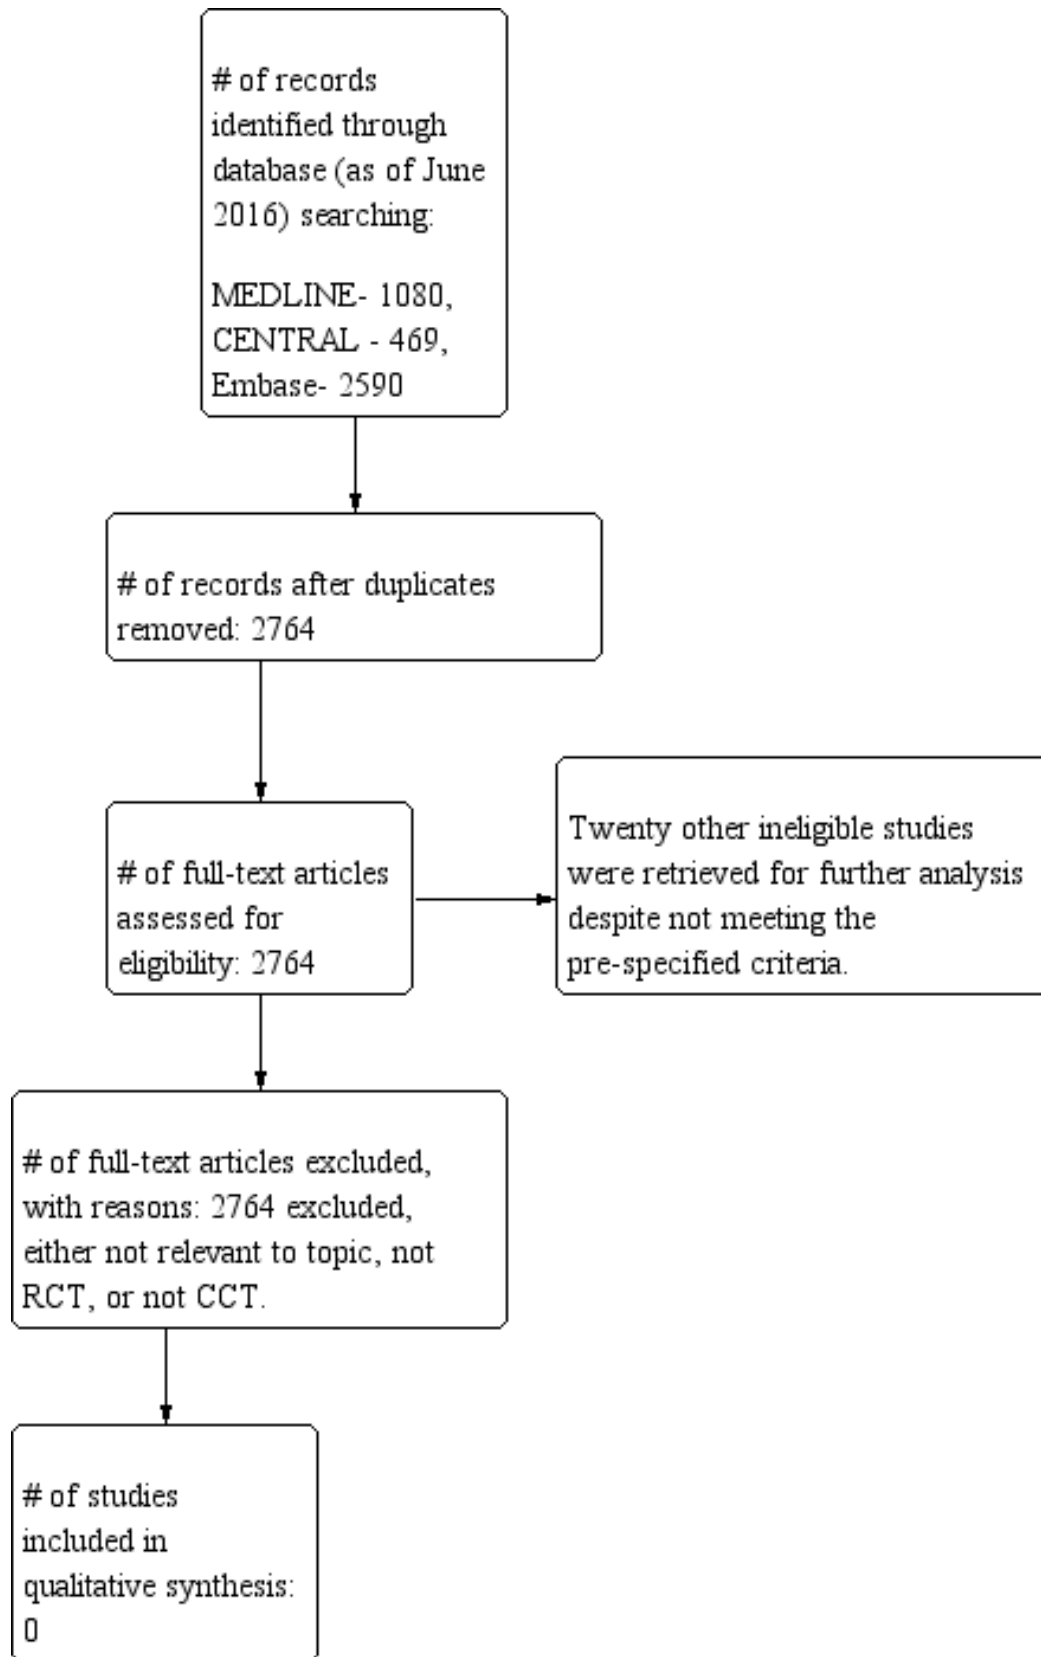 # of records
identified through
database (as of June
2016) searching:
MEDLINE- 1080,
CENTRAL - 469,
Embase- 2590
# of records after duplicates
removed: 2764
# of full-text articles
assessed for
eligibility: 2764
Twenty other ineligible studies
were retrieved for further analysis
despite not meeting the
pre-specified criteria.
# of full-text articles excluded,
with reasons: 2764 excluded,
either not relevant to topic, not
RCT, or not CCT.
# of studies
included in
qualitative synthesis:
0